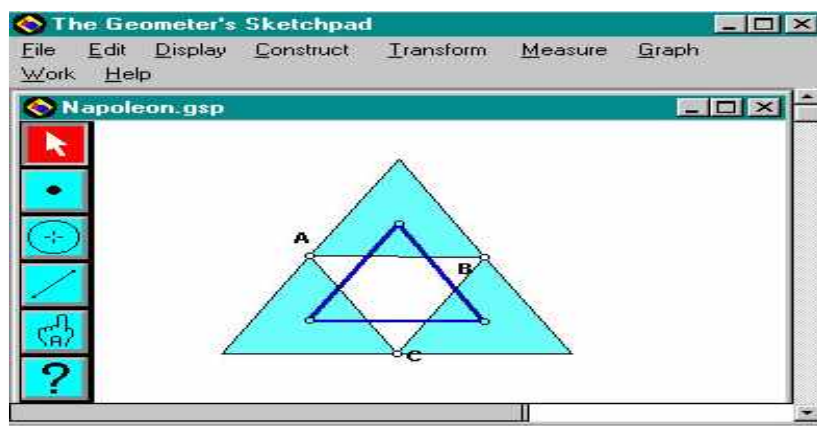 The Geometer's Sketchpad
File Edit Display Construct Transform Measure Graph
Work Help
Napoleon.gsp
A
B
C
A
?